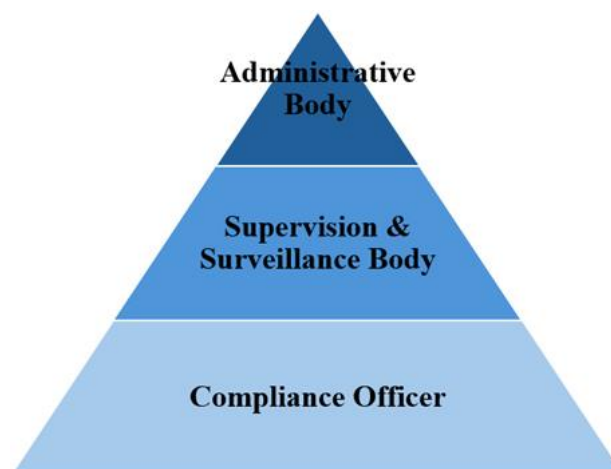 Administrative
Body
Supervision &
Surveillance Body
Compliance Officer